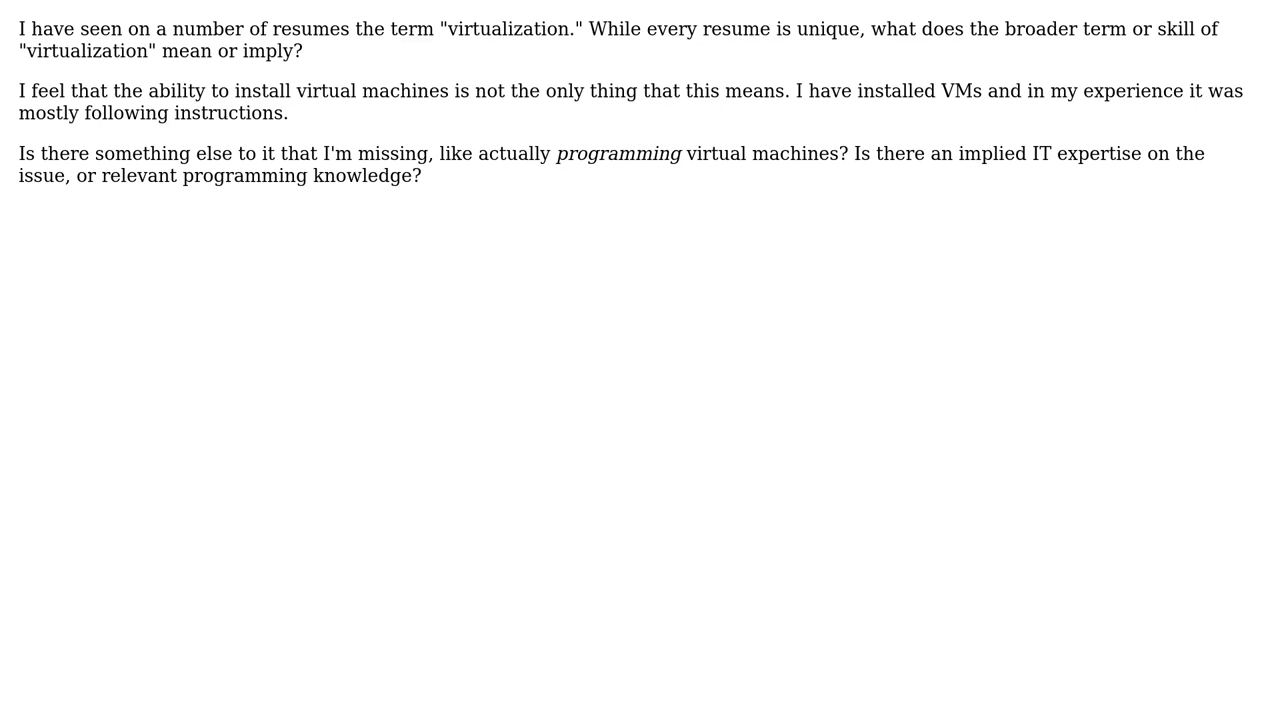 I have seen on a number of resumes the term "virtualization." While every resume is unique, what does the broader term or skill of
"virtualization" mean or imply?
I feel that the ability to install virtual machines is not the only thing that this means. I have installed VMs and in my experience it was
mostly following instructions.
Is there something else to it that I'm missing, like actually programming virtual machines? Is there an implied IT expertise on the
issue, or relevant programming knowledge?